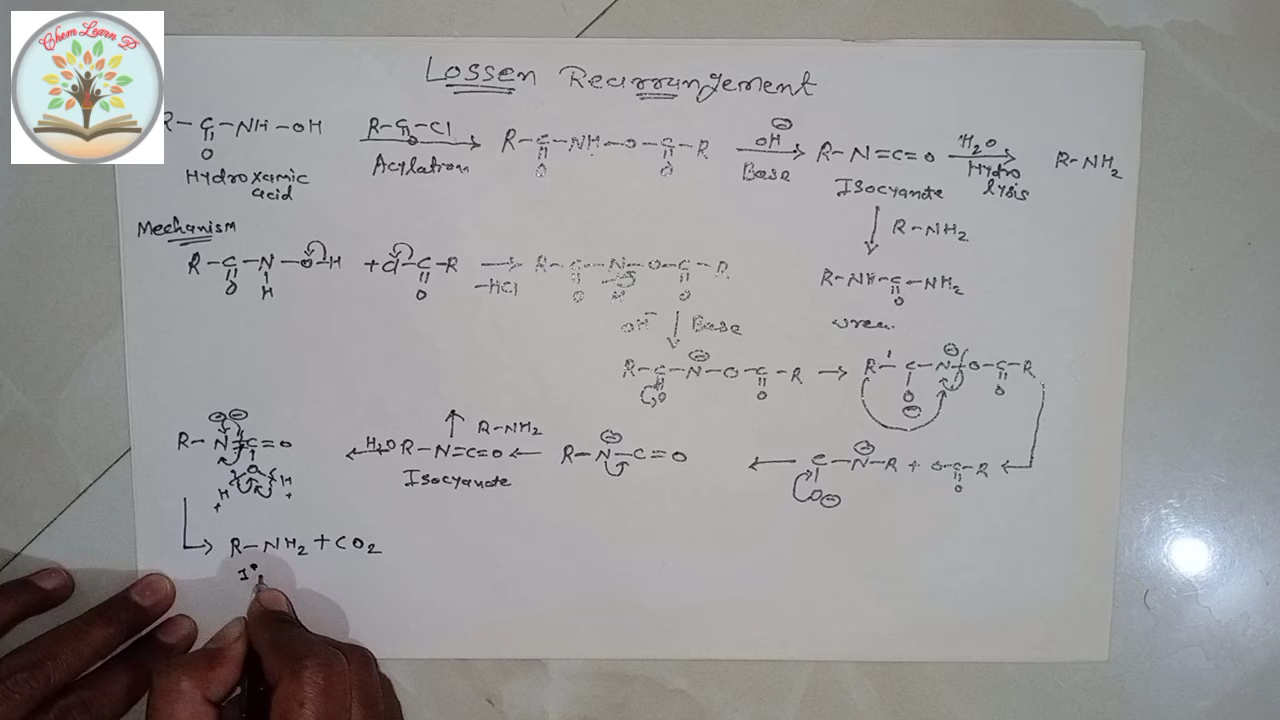 Chem Learn P
Lossen Rearrangement
R-C-NH-OH R-C-Cl R-C-NH-O-C-R OH ⊖ R-N=C=O H2O R-NH2
O O O O
Hydroxamic acid Acylation Base Isocyanate Hydrolysis
R-NH2
Mechanism
R-C-N-O-H + Cl-C-R -HCl R-C-N-O-C-R R-NH-C-NH2
O H O O H O O
OH- Base urea
R-C-N-O-C-R R-C-N-O-C-R
O O O O
R-NH2
R-N=C=O H2O R-N=C=O R-N-C=O C-N-R + O-C-R
Isocyanate O O
H O H
+ +
R-NH2 + CO2
1°